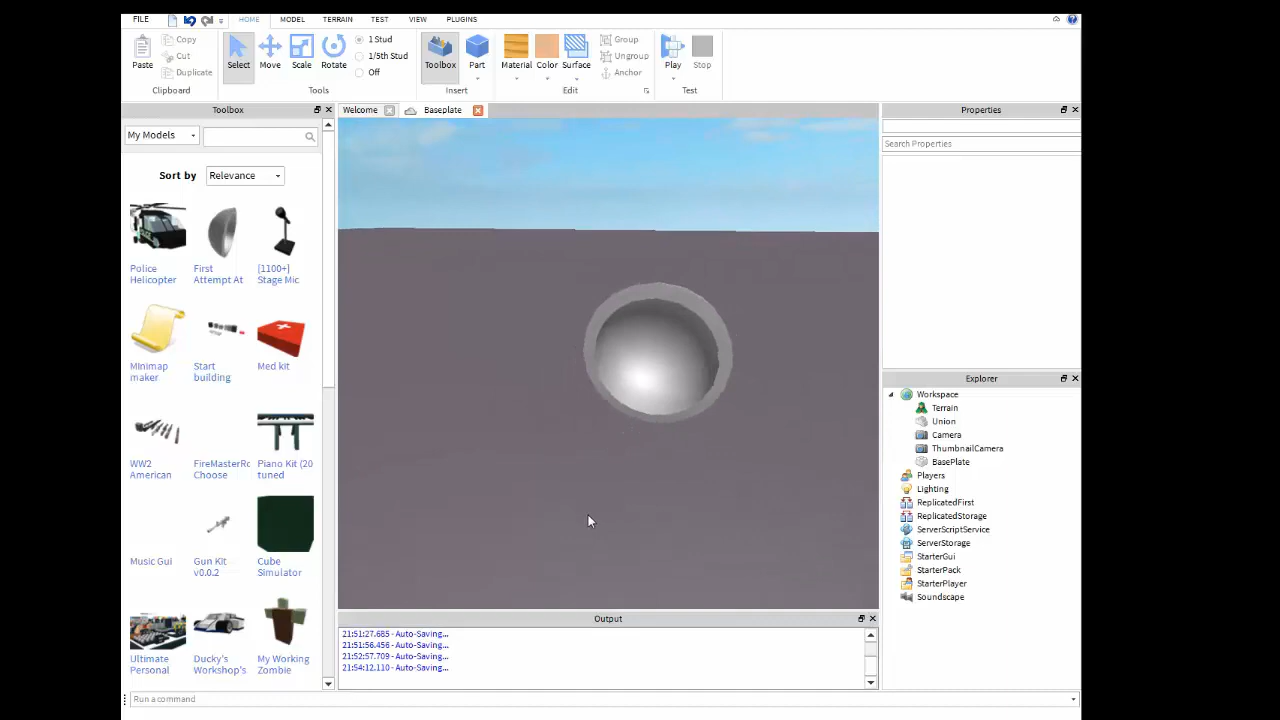 FILE HOME MODEL TERRAIN TEST VIEW PLUGINS
Paste Copy Cut Duplicate
Clipboard
Select Move Scale Rotate
1 Stud
1/5th Stud
Off
Tools
Toolbox Part
Insert
Material Color Surface
Group
Ungroup
Anchor
Edit
Play Stop
Test
Toolbox
My Models
Sort by Relevance
Police Helicopter
First Attempt At
[1100+] Stage Mic
Minimap maker
Start building
Med kit
WW2 American
FireMasterRo Choose
Piano Kit (20 tuned
Music Gui
Gun Kit v0.0.2
Cube Simulator
Ultimate Personal
Ducky's Workshop's
My Working Zombie
Welcome
Baseplate
Output
21:51:27.685 - Auto-Saving...
21:51:56.456 - Auto-Saving...
21:52:57.709 - Auto-Saving...
21:54:12.110 - Auto-Saving...
Properties
Search Properties
Explorer
Workspace
Terrain
Union
Camera
ThumbnailCamera
BasePlate
Players
Lighting
ReplicatedFirst
ReplicatedStorage
ServerScriptService
ServerStorage
StarterGui
StarterPack
StarterPlayer
Soundscape
Run a command